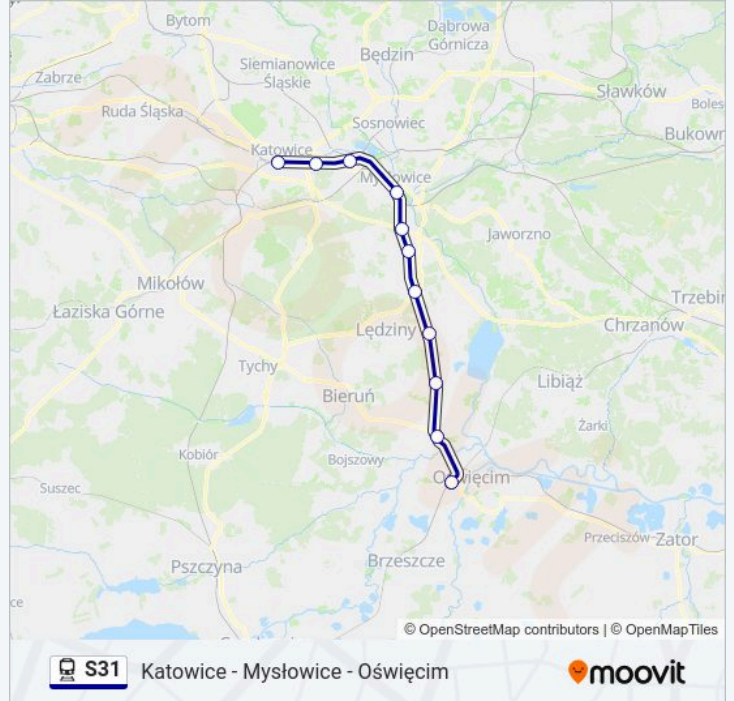 Bytom
Dąbrowa
Górnicza
Będzin
Siemianowice
Śląskie
Zabrze
Sławków
Boles
Ruda Śląska
Sosnowiec
Bukown
Katowice
Mysłowice
Jaworzno
Mikołów
Trzebin
Łaziska Górne
Lędziny
Chrzanów
Tychy
Libiąż
Bieruń
Żarki
Kobiór
Bojszowy
Oświęcim
Suszec
Przeciszów
Zator
Brzeszcze
Pszczyna
ce
© OpenStreetMap contributors | © OpenMapTiles
S31 Katowice - Mysłowice - Oświęcim
moovit